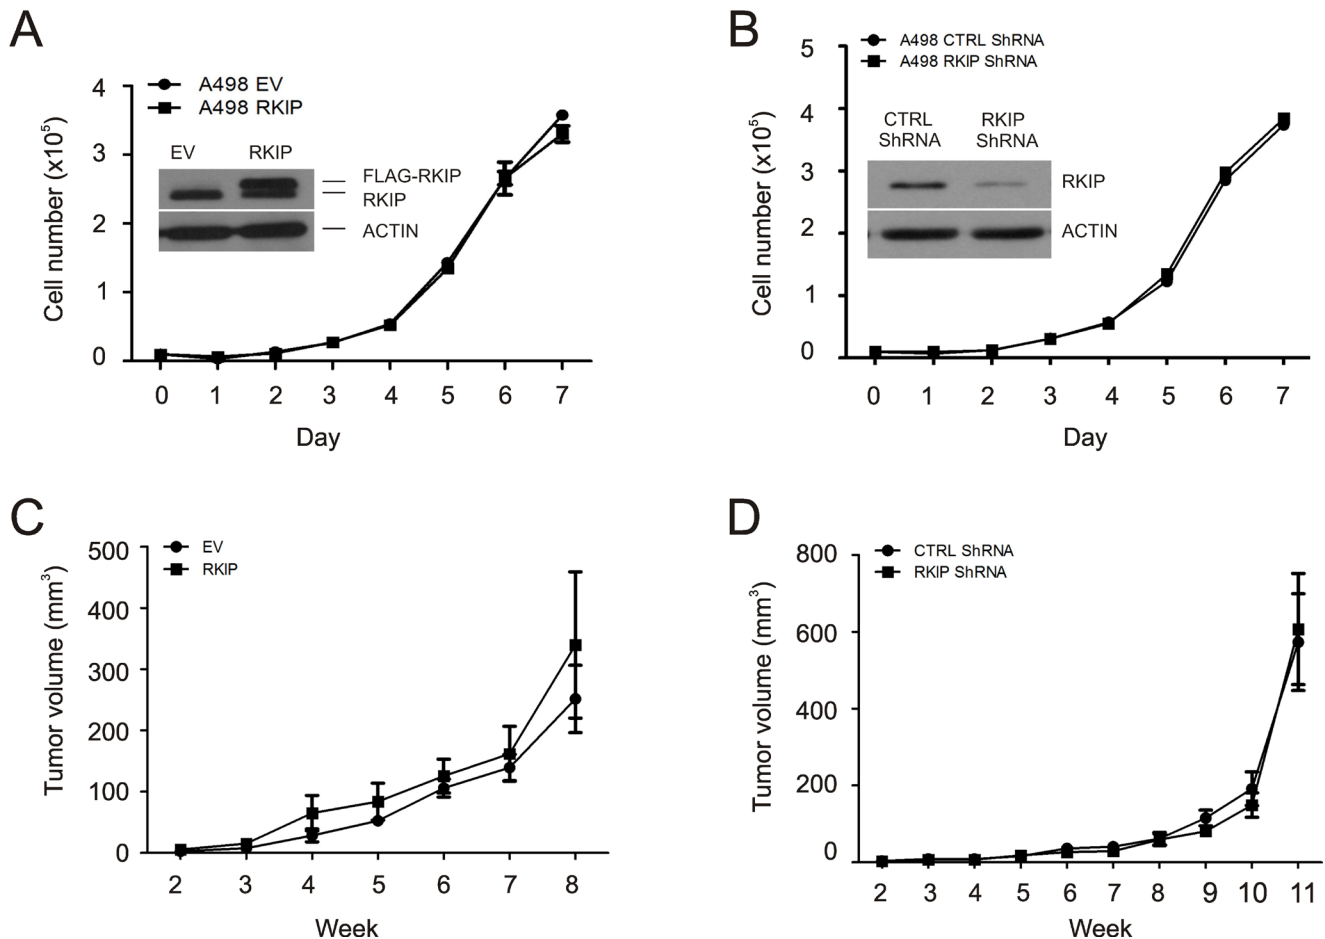 A
A498 EV
A498 RKIP
EV RKIP
FLAG-RKIP
RKIP
ACTIN
Cell number (x10⁵)
4
3
2
1
0
0 1 2 3 4 5 6 7
Day
B
A498 CTRL ShRNA
A498 RKIP ShRNA
CTRL ShRNA
RKIP ShRNA
RKIP
ACTIN
Cell number (x10⁵)
5
4
3
2
1
0
0 1 2 3 4 5 6 7
Day
C
EV
RKIP
Tumor volume (mm³)
500
400
300
200
100
0
2 3 4 5 6 7 8
Week
D
CTRL ShRNA
RKIP ShRNA
Tumor volume (mm³)
800
600
400
200
0
2 3 4 5 6 7 8 9 10 11
Week